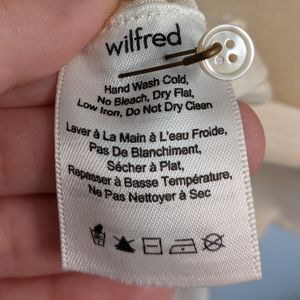 wilfred
Hand Wash Cold,
No Bleach, Dry Flat,
Low Iron, Do Not Dry Clean
Laver à La Main à L'eau Froide,
Pas De Blanchiment,
Sécher à Plat,
Repasser à Basse Température,
Ne Pas Nettoyer à Sec